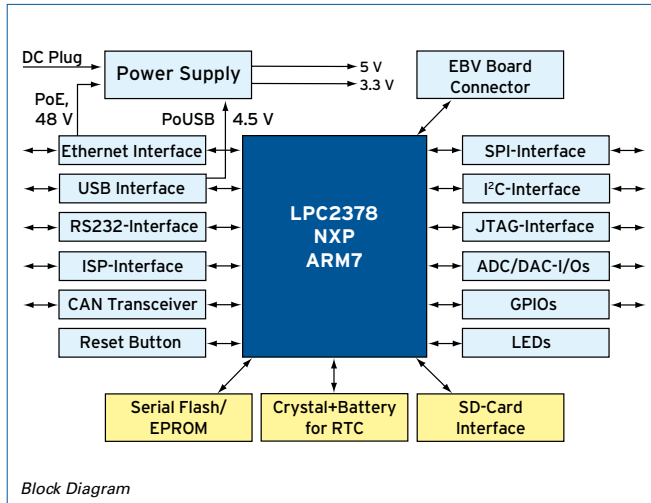 DC Plug
Power Supply
5 V
3.3 V
EBV Board
Connector
PoE,
48 V
PoUSB
4.5 V
Ethernet Interface
USB Interface
RS232-Interface
ISP-Interface
CAN Transceiver
Reset Button
LPC2378
NXP
ARM7
SPI-Interface
I²C-Interface
JTAG-Interface
ADC/DAC-I/Os
GPIOs
LEDs
Serial Flash/
EPROM
Crystal+Battery
for RTC
SD-Card
Interface
Block Diagram